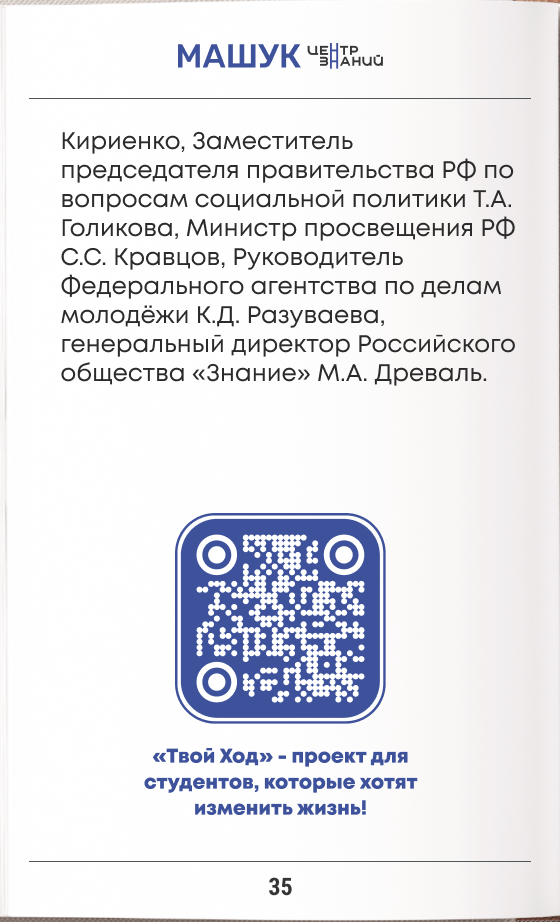 МАШУК ЦЕНТР
ЗНАНИЙ
Кириенко, Заместитель
председателя правительства РФ по
вопросам социальной политики Т.А.
Голикова, Министр просвещения РФ
С.С. Кравцов, Руководитель
Федерального агентства по делам
молодёжи К.Д. Разуваева,
генеральный директор Российского
общества «Знание» М.А. Древаль.
«Твой Ход» - проект для
студентов, которые хотят
изменить жизнь!
35